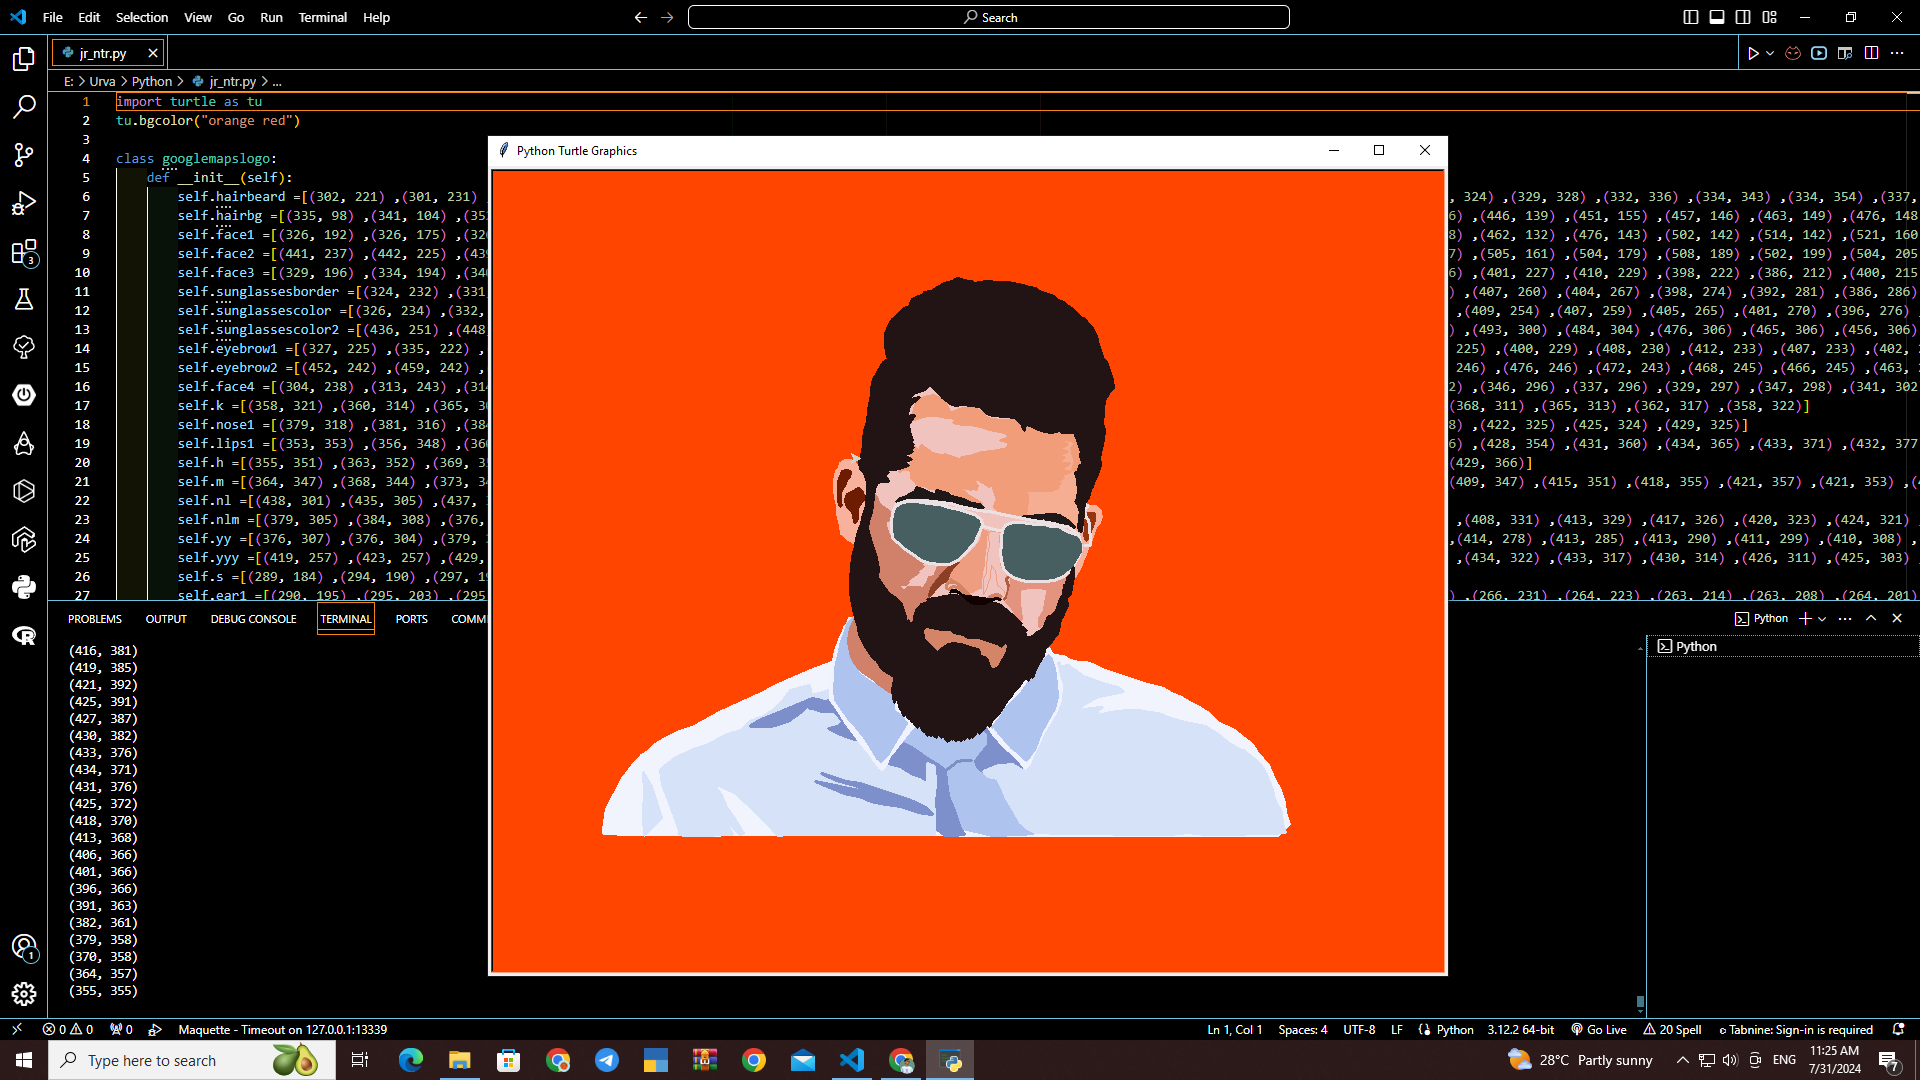 File Edit Selection View Go Run Terminal Help
Search
jr_ntr.py
E: > Urva > Python > jr_ntr.py > ...
1 import turtle as tu
2 tu.bgcolor("orange red")
3
4 class googlemapslogo:
5 def __init__(self):
6 self.hairbeard =[(302, 221) ,(301, 231) , 324) ,(329, 328) ,(332, 336) ,(334, 343) ,(334, 354) ,(337,
7 self.hairbg =[(335, 98) ,(341, 104) ,(35 6) ,(446, 139) ,(451, 155) ,(457, 146) ,(463, 149) ,(476, 148
8 self.face1 =[(326, 192) ,(326, 175) ,(32 8) ,(462, 132) ,(476, 143) ,(502, 142) ,(514, 142) ,(521, 160
9 self.face2 =[(441, 237) ,(442, 225) ,(43 7) ,(505, 161) ,(504, 179) ,(508, 189) ,(502, 199) ,(504, 205
10 self.face3 =[(329, 196) ,(334, 194) ,(34 6) ,(401, 227) ,(410, 229) ,(398, 222) ,(386, 212) ,(400, 215
11 self.sunglassesborder =[(324, 232) ,(331 ) ,(407, 260) ,(404, 267) ,(398, 274) ,(392, 281) ,(386, 286)
12 self.sunglassescolor =[(326, 234) ,(332, ,(409, 254) ,(407, 259) ,(405, 265) ,(401, 270) ,(396, 276) ,
13 self.sunglassescolor2 =[(436, 251) ,(448 ) ,(493, 300) ,(484, 304) ,(476, 306) ,(465, 306) ,(456, 306)
14 self.eyebrow1 =[(327, 225) ,(335, 222) , 225) ,(400, 229) ,(408, 230) ,(412, 233) ,(407, 233) ,(402,
15 self.eyebrow2 =[(452, 242) ,(459, 242) , 246) ,(476, 246) ,(472, 243) ,(468, 245) ,(466, 245) ,(463,
16 self.face4 =[(304, 238) ,(313, 243) ,(314 2) ,(346, 296) ,(337, 296) ,(329, 297) ,(347, 298) ,(341, 302
17 self.k =[(358, 321) ,(360, 314) ,(365, 3 (368, 311) ,(365, 313) ,(362, 317) ,(358, 322)]
18 self.nose1 =[(379, 318) ,(381, 316) ,(38 8) ,(422, 325) ,(425, 324) ,(429, 325)]
19 self.lips1 =[(353, 353) ,(356, 348) ,(36 6) ,(428, 354) ,(431, 360) ,(434, 365) ,(433, 371) ,(432, 377
20 self.h =[(355, 351) ,(363, 352) ,(369, 3 (429, 366)]
21 self.m =[(364, 347) ,(368, 344) ,(373, 3 (409, 347) ,(415, 351) ,(418, 355) ,(421, 357) ,(421, 353) ,(
22 self.nl =[(438, 301) ,(435, 305) ,(437,
23 self.nlm =[(379, 305) ,(384, 308) ,(376, ,(408, 331) ,(413, 329) ,(417, 326) ,(420, 323) ,(424, 321)
24 self.yy =[(376, 307) ,(376, 304) ,(379, ,(414, 278) ,(413, 285) ,(413, 290) ,(411, 299) ,(410, 308) ,
25 self.yyy =[(419, 257) ,(423, 257) ,(429, ,(434, 322) ,(433, 317) ,(430, 314) ,(426, 311) ,(425, 303)
26 self.s =[(289, 184) ,(294, 190) ,(297, 1
27 self.ear1 =[(290, 195) ,(295, 203) ,(295 ) ,(266, 231) ,(264, 223) ,(263, 214) ,(263, 208) ,(264, 201)
Python Turtle Graphics
PROBLEMS OUTPUT DEBUG CONSOLE TERMINAL PORTS COMM
Python
Python
(416, 381)
(419, 385)
(421, 392)
(425, 391)
(427, 387)
(430, 382)
(433, 376)
(434, 371)
(431, 376)
(425, 372)
(418, 370)
(413, 368)
(406, 366)
(401, 366)
(396, 366)
(391, 363)
(382, 361)
(379, 358)
(370, 358)
(364, 357)
(355, 355)
3
1
0 0 0 Maquette - Timeout on 127.0.0.1:13339 Ln 1, Col 1 Spaces: 4 UTF-8 LF Python 3.12.2 64-bit Go Live 20 Spell Tabnine: Sign-in is required
Type here to search 28°C Partly sunny ENG 11:25 AM
7/31/2024 7